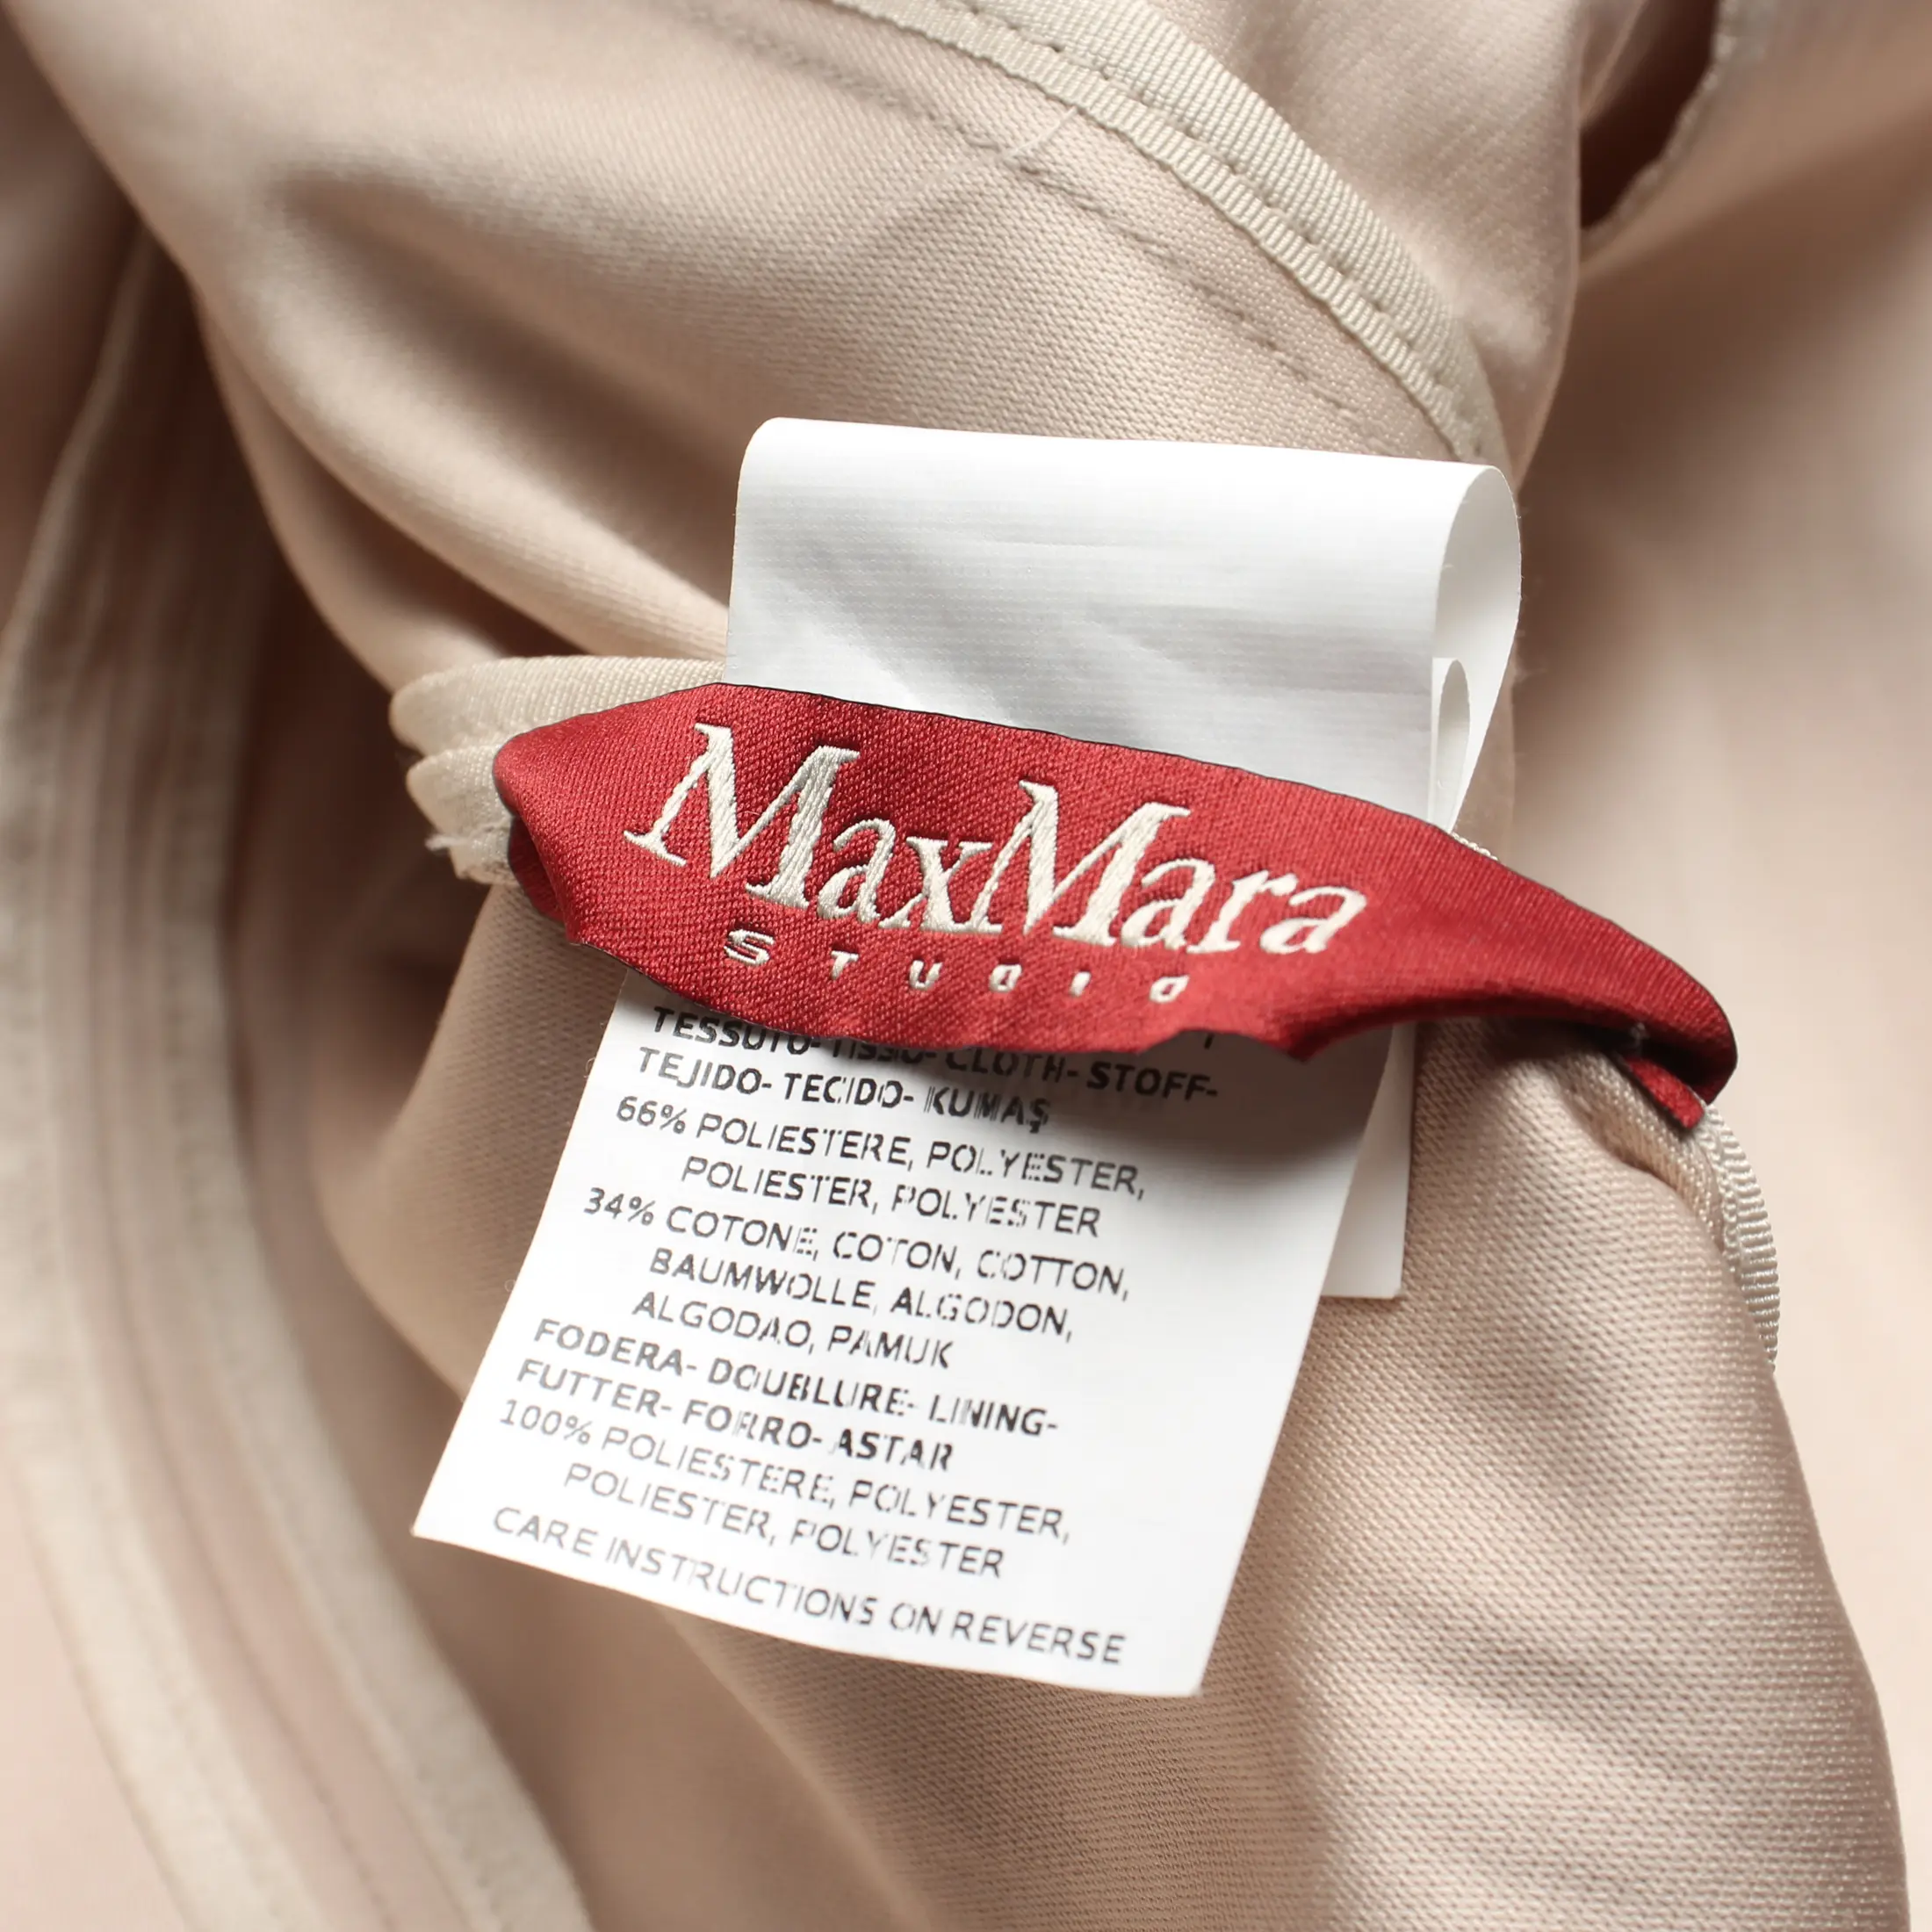 MaxMara
STUDIO
TESSUTO- TISSU- CLOTH- STOFF-
TEJIDO- TECIDO- KUMAŞ
66% POLIESTERE, POLYESTER,
POLIESTER, POLYESTER
34% COTONE, COTON, COTTON,
BAUMWOLLE, ALGODON,
ALGODAO, PAMUK
FODERA- DOUBLURE- LINING-
FUTTER- FORRO- ASTAR
100% POLIESTERE, POLYESTER,
POLIESTER, POLYESTER
CARE INSTRUCTIONS ON REVERSE